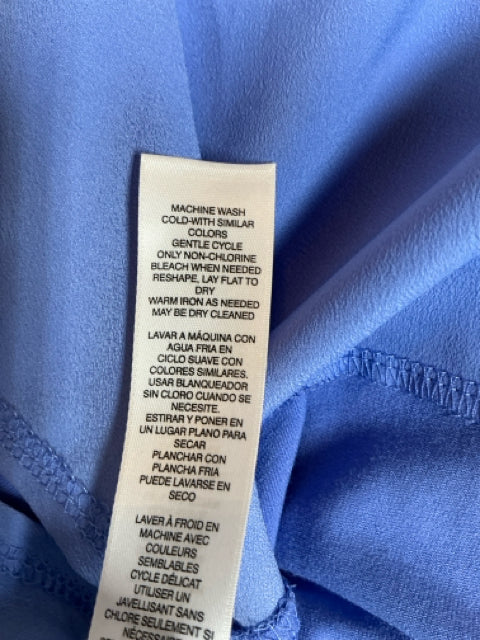 MACHINE WASH
COLD-WITH SIMILAR
COLORS
GENTLE CYCLE
ONLY NON-CHLORINE
BLEACH WHEN NEEDED
RESHAPE, LAY FLAT TO
DRY
WARM IRON AS NEEDED
MAY BE DRY CLEANED
LAVAR A MÁQUINA CON
AGUA FRIA EN
CICLO SUAVE CON
COLORES SIMILARES.
USAR BLANQUEADOR
SIN CLORO CUANDO SE
NECESITE.
ESTIRAR Y PONER EN
UN LUGAR PLANO PARA
SECAR
PLANCHAR CON
PLANCHA FRIA
PUEDE LAVARSE EN
SECO
LAVER À FROID EN
MACHINE AVEC
COULEURS
SEMBLABLES
CYCLE DÉLICAT
UTILISER UN
JAVELLISANT SANS
CHLORE SEULEMENT SI
NÉCESSAIRE